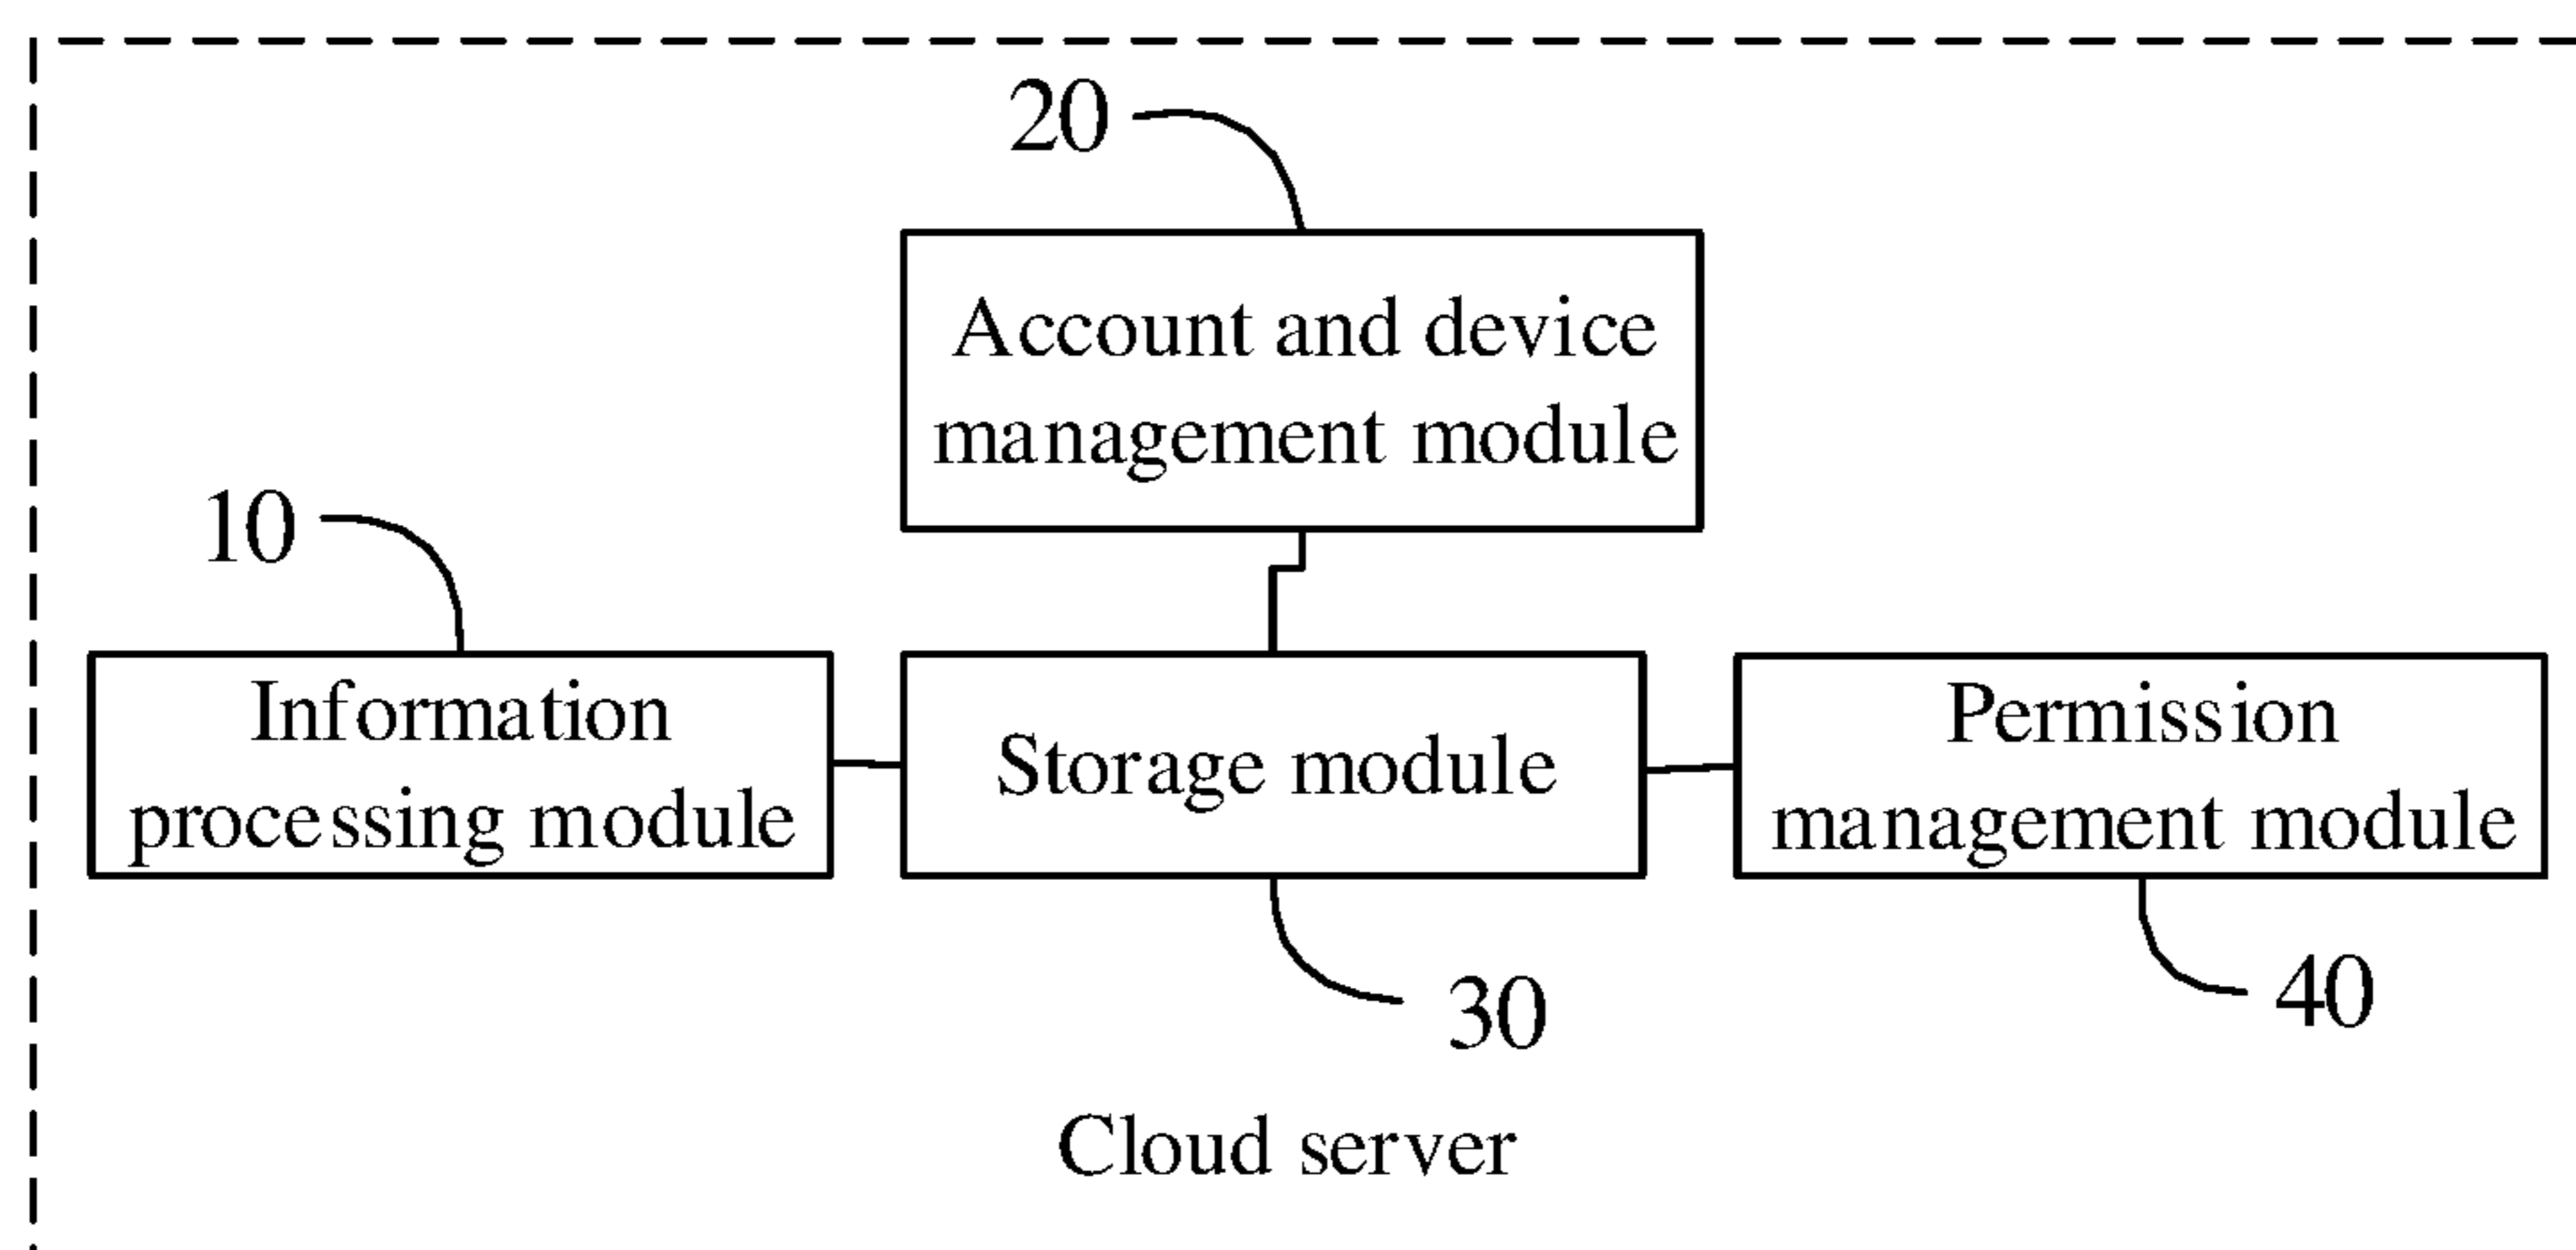 20
Account and device
management module
10
Information
processing module
Storage module
Permission
management module
30
40
Cloud server